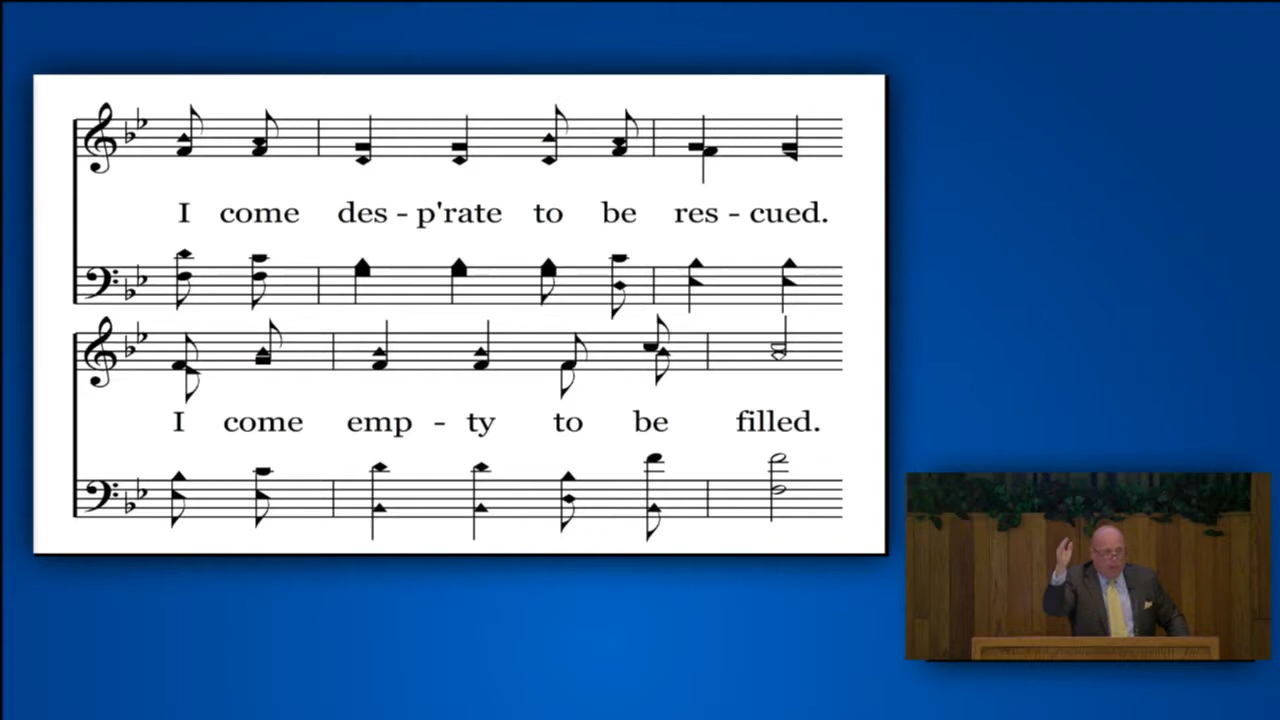 I come des - p'rate to be res - cued.
I come emp - ty to be filled.